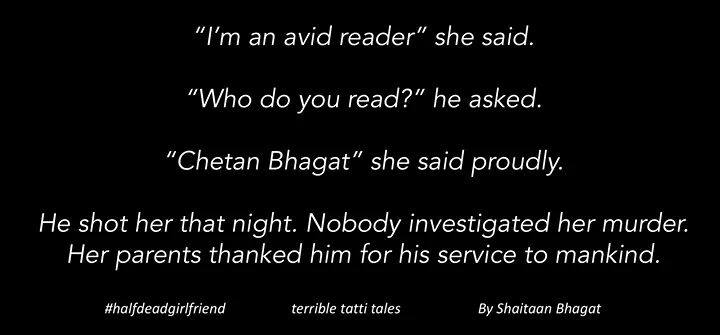 “I’m an avid reader” she said.
“Who do you read?” he asked.
“Chetan Bhagat” she said proudly.
He shot her that night. Nobody investigated her murder.
Her parents thanked him for his service to mankind.
#halfdeadgirlfriend terrible tatti tales By Shaitaan Bhagat